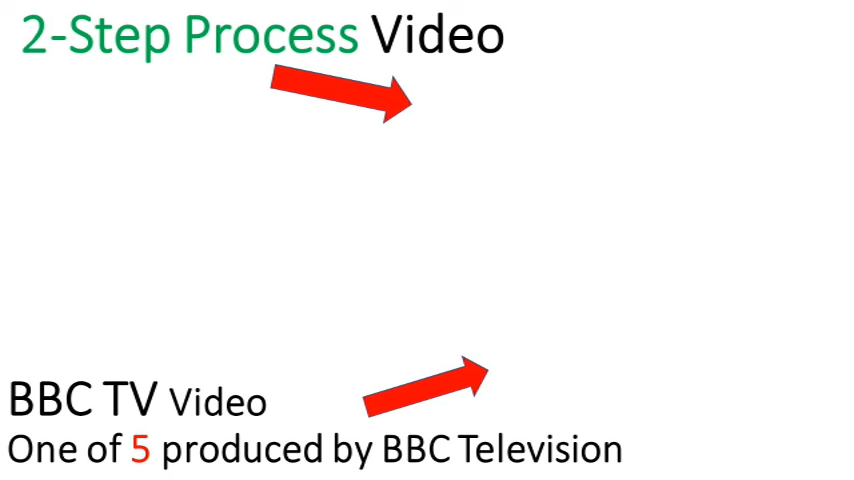 2-Step Process Video
BBC TV Video
One of 5 produced by BBC Television